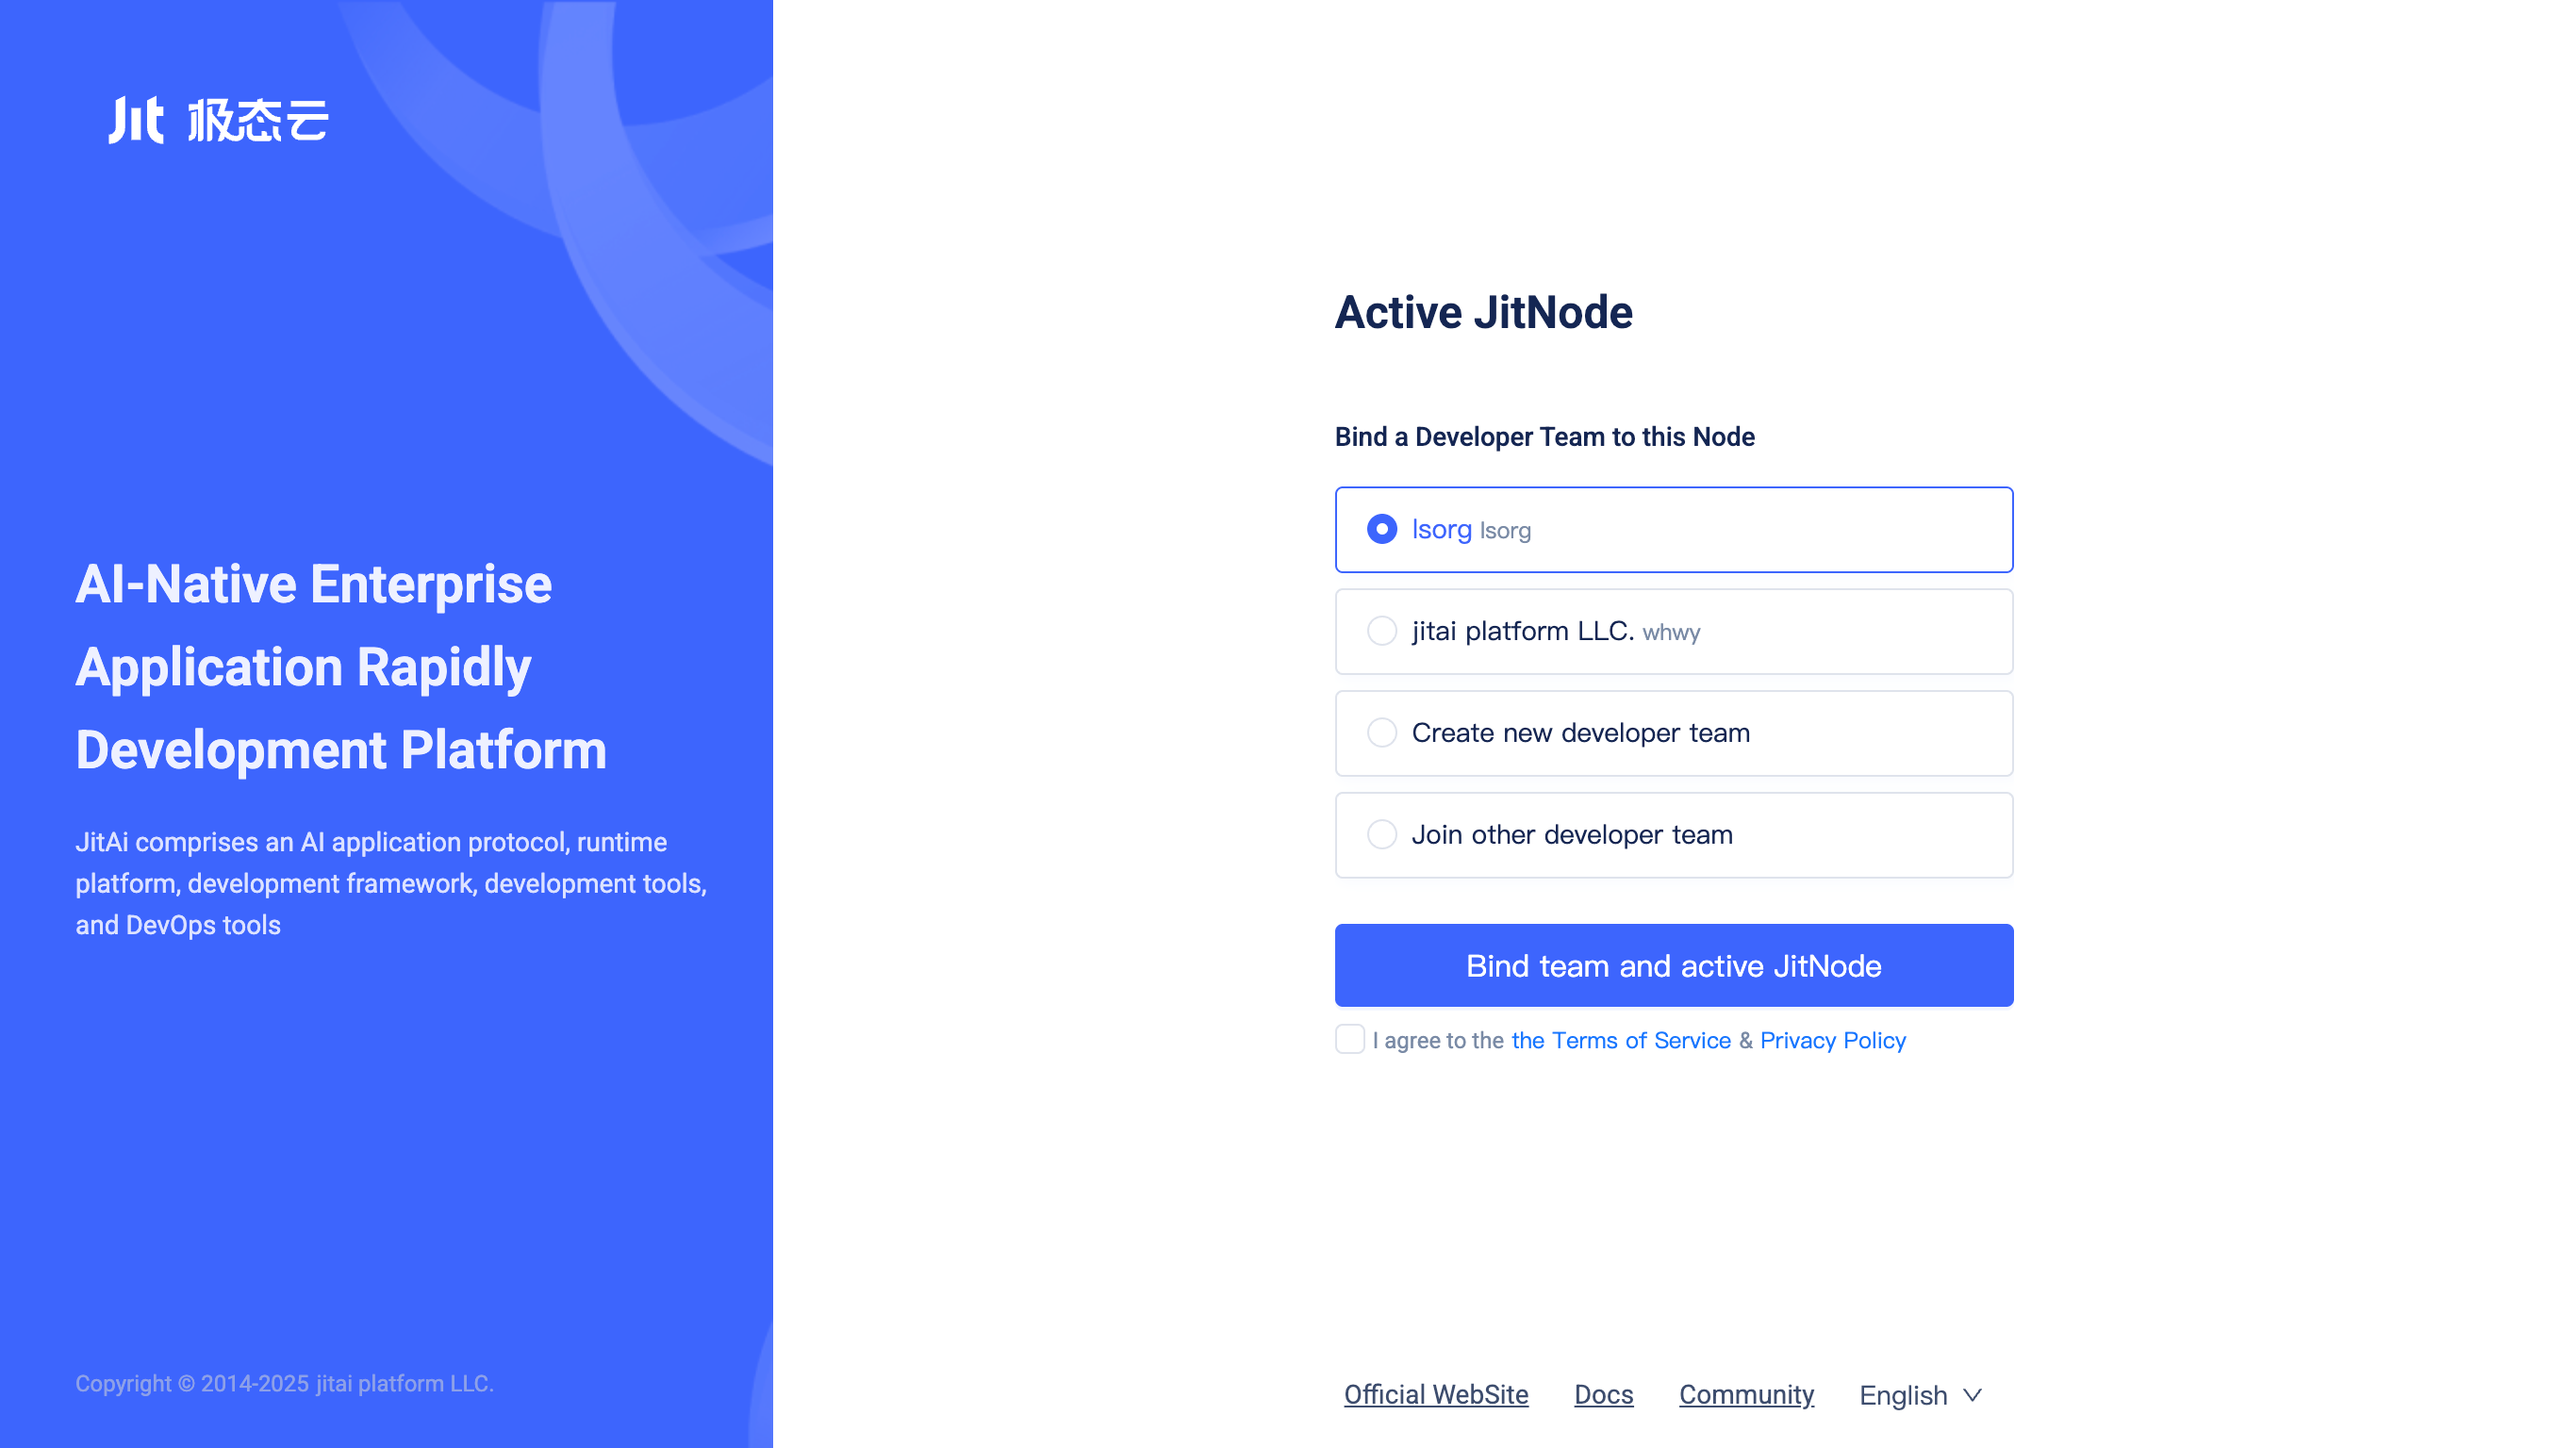 Jit 极态云
AI-Native Enterprise
Application Rapidly
Development Platform
JitAi comprises an AI application protocol, runtime
platform, development framework, development tools,
and DevOps tools
Copyright © 2014-2025 jitai platform LLC.
Active JitNode
Bind a Developer Team to this Node
lsorg lsorg
jitai platform LLC. whwy
Create new developer team
Join other developer team
Bind team and active JitNode
I agree to the the Terms of Service & Privacy Policy
Official WebSite Docs Community English